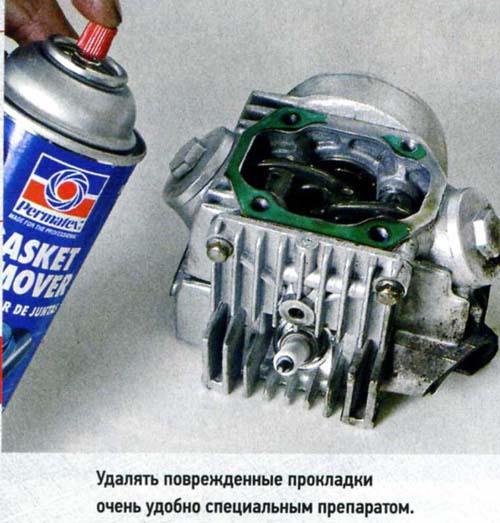 Permatex
MADE FOR THE PROFESSIONAL
ASKET
MOVER
R DE JUNTAS
Удалять поврежденные прокладки
очень удобно специальным препаратом.